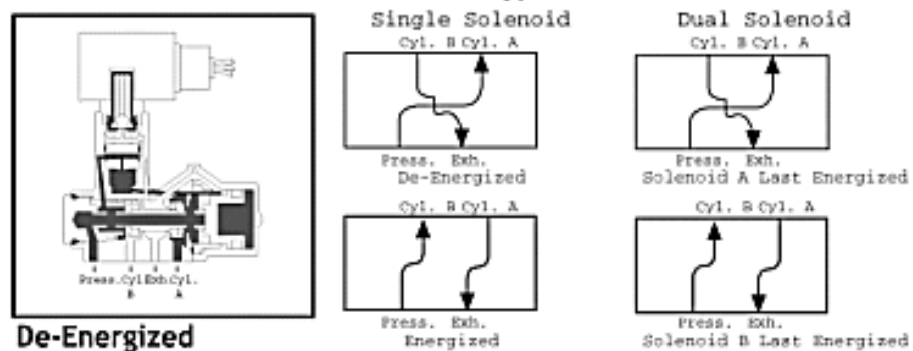 Single Solenoid
Cyl. B Cyl. A
Press. Exh.
De-Energized
Cyl. B Cyl. A
Press. Exh.
Energized
Dual Solenoid
Cyl. B Cyl. A
Press. Exh.
Solenoid A Last Energized
Cyl. B Cyl. A
Press. Exh.
Solenoid B Last Energized
Press. Cyl. Exh. Cyl.
B A
De-Energized